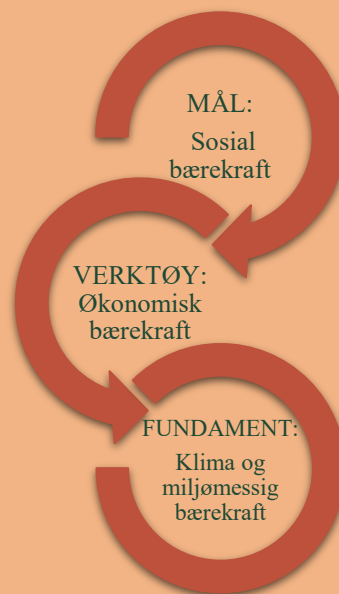 MÅL:
Sosial
bærekraft
VERKTØY:
Økonomisk
bærekraft
FUNDAMENT:
Klima og
miljømessig
bærekraft